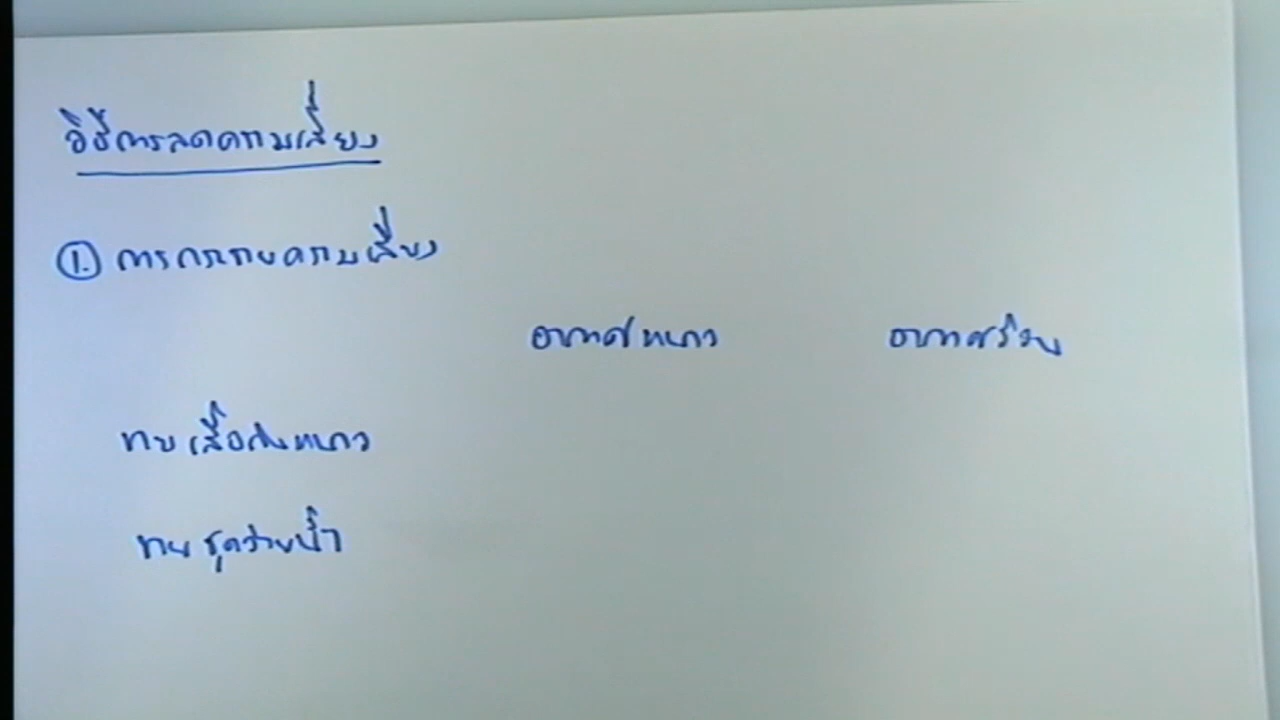 วิธีการลดความเสี่ยง
1. การกระจายความเสี่ยง
อากาศหนาว อากาศร้อน
ขายเสื้อกันหนาว
ขายชุดว่ายน้ำ